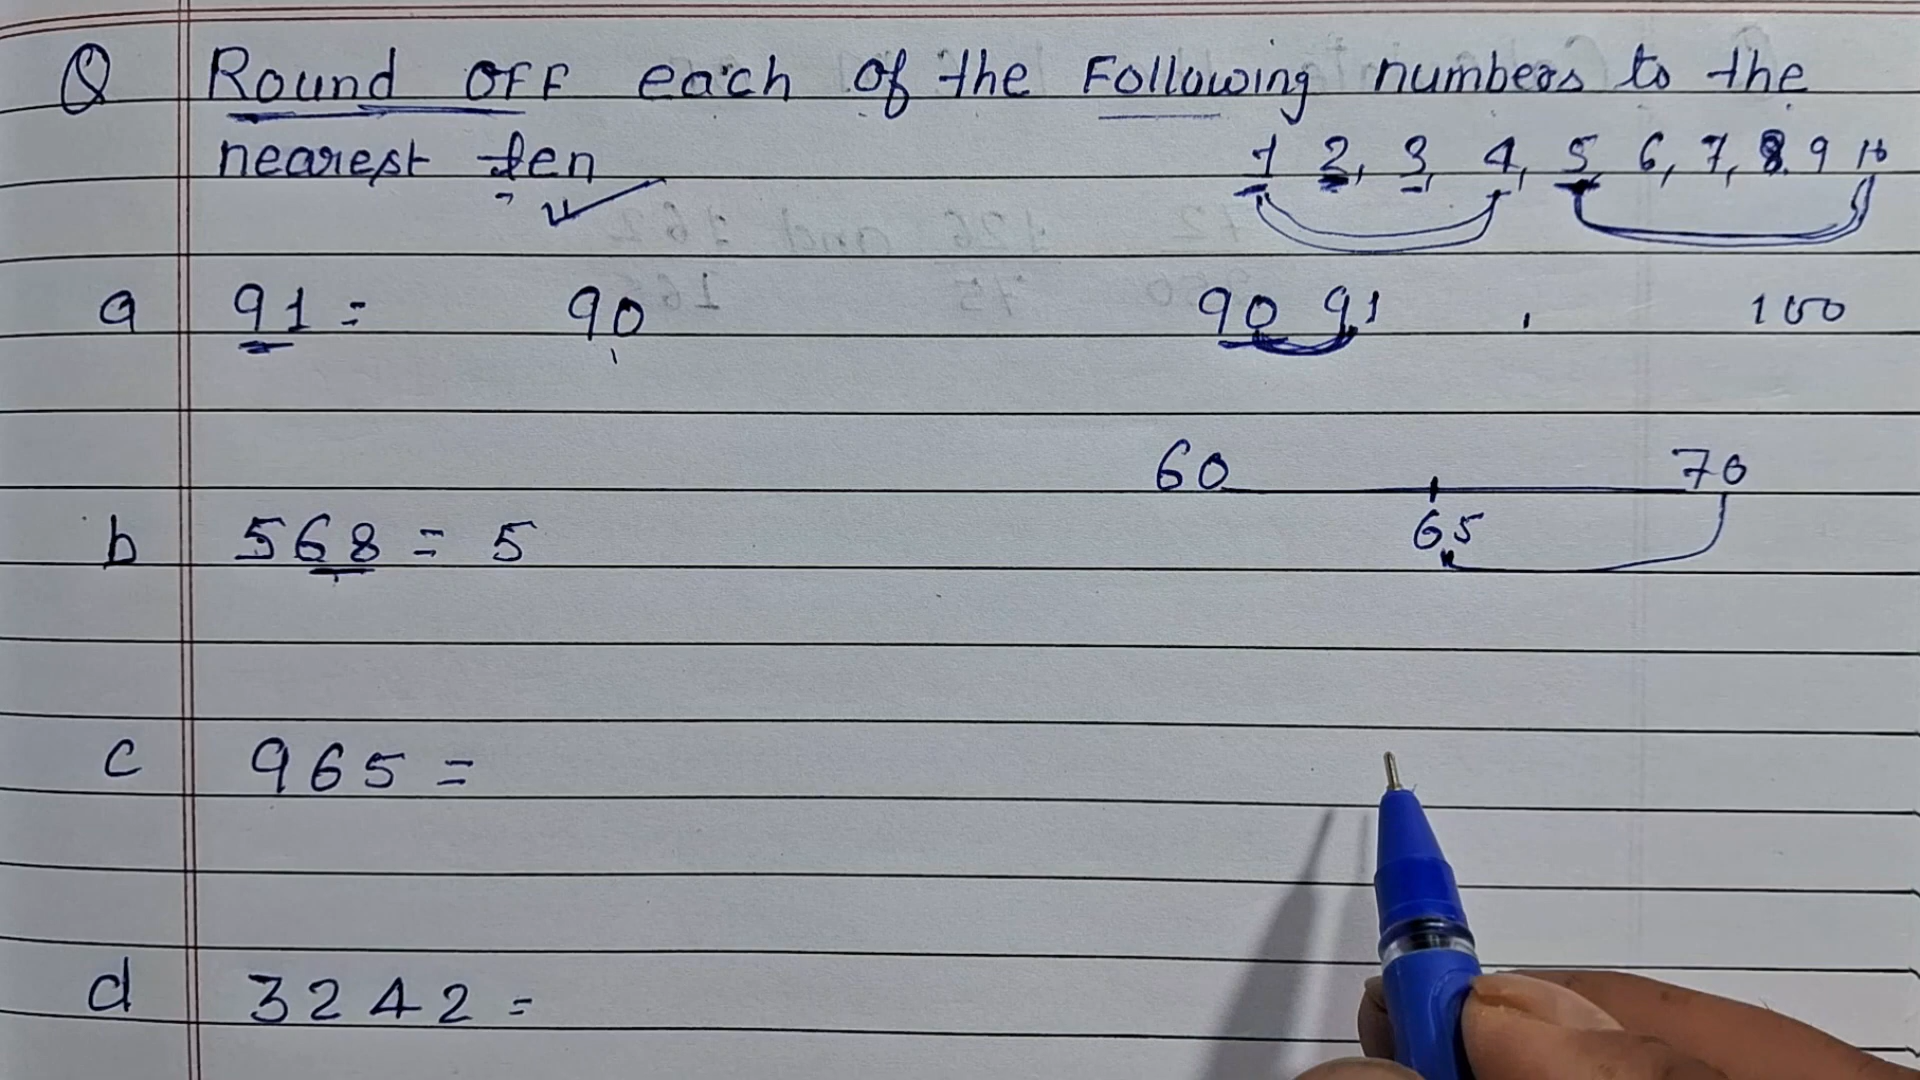 Q Round OFF each of the Following numbers to the
nearest ten
1 2, 3, 4, 5, 6, 7, 8. 9 10
a 91 = 90
90 91 100
60 70
65
b 568 = 5
c 965 =
d 3242 =